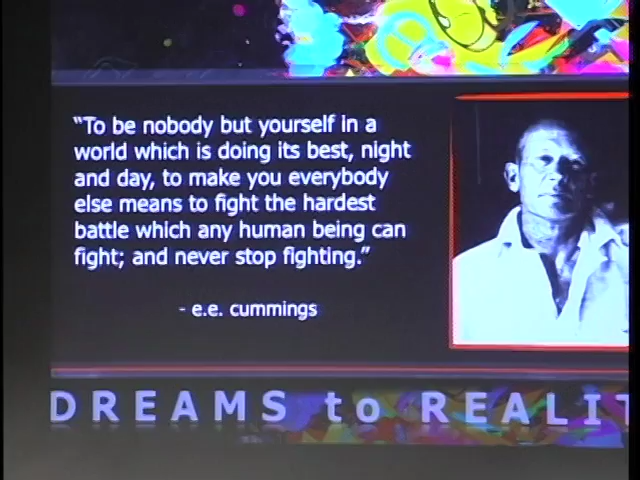 “To be nobody but yourself in a
world which is doing its best, night
and day, to make you everybody
else means to fight the hardest
battle which any human being can
fight; and never stop fighting.”
- e.e. cummings
DREAMS to REALIT